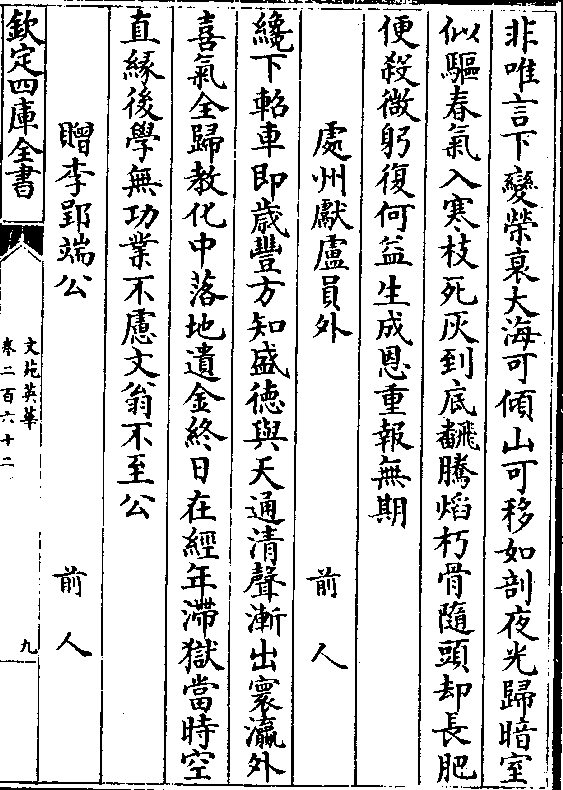 非唯言下變榮衰大海可傾山可移如剖夜光歸暗室
似驅春氣入寒枝死灰到底翻騰焰朽骨隨頭却長肥
便殺微躬復何益生成恩重報無期
處州獻盧員外 前人
纔下軺車即歲豐方知盛德與天通清聲漸出寰瀛外
喜氣全歸教化中落地遺金終日在經年滯獄當時空
直縁後學無功業不慮文翁不至公
贈李郢端公 前人
欽定四庫全書
文苑英華
卷二百六十二
九